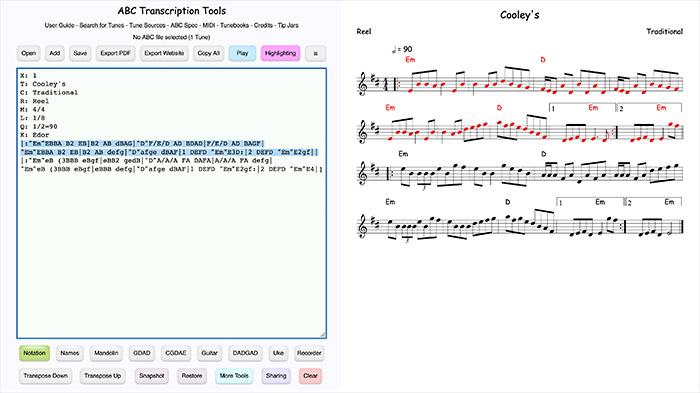 ABC Transcription Tools
User Guide - Search for Tunes - Tune Sources - ABC Spec - MIDI - Tunebooks - Credits - Tip Jars
No ABC file selected (1 Tune)
Open Add Save Export PDF Export Website Copy All Play Highlighting ≡
X: 1
T: Cooley's
C: Traditional
R: Reel
M: 4/4
L: 1/8
Q: 1/2=90
K: Edor
|:"Em"EBBA B2 EB|B2 AB dBAG|"D"F/E/D AD BDAD|F/E/D AD BAGF|
"Em"EBBA B2 EB|B2 AB defg|"D"afge dBAF|1 DEFD "Em"E3D:|2 DEFD "Em"E2gf||
|:"Em"eB (3BBB eBgf|eBB2 gedB|"D"A/A/A FA DAFA|A/A/A FA defg|
"Em"eB (3BBB eBgf|eBBB defg|"D"afge dBAF|1 DEFD "Em"E2gf:|2 DEFD "Em"E4|]
Notation Names Mandolin GDAD CGDAE Guitar DADGAD Uke Recorder
Transpose Down Transpose Up Snapshot Restore More Tools Sharing Clear
Cooley's
Reel Traditional
= 90
Em D
4
4
Em D 1 Em 2 Em
Em D
3
Em D 1 Em 2 Em
3